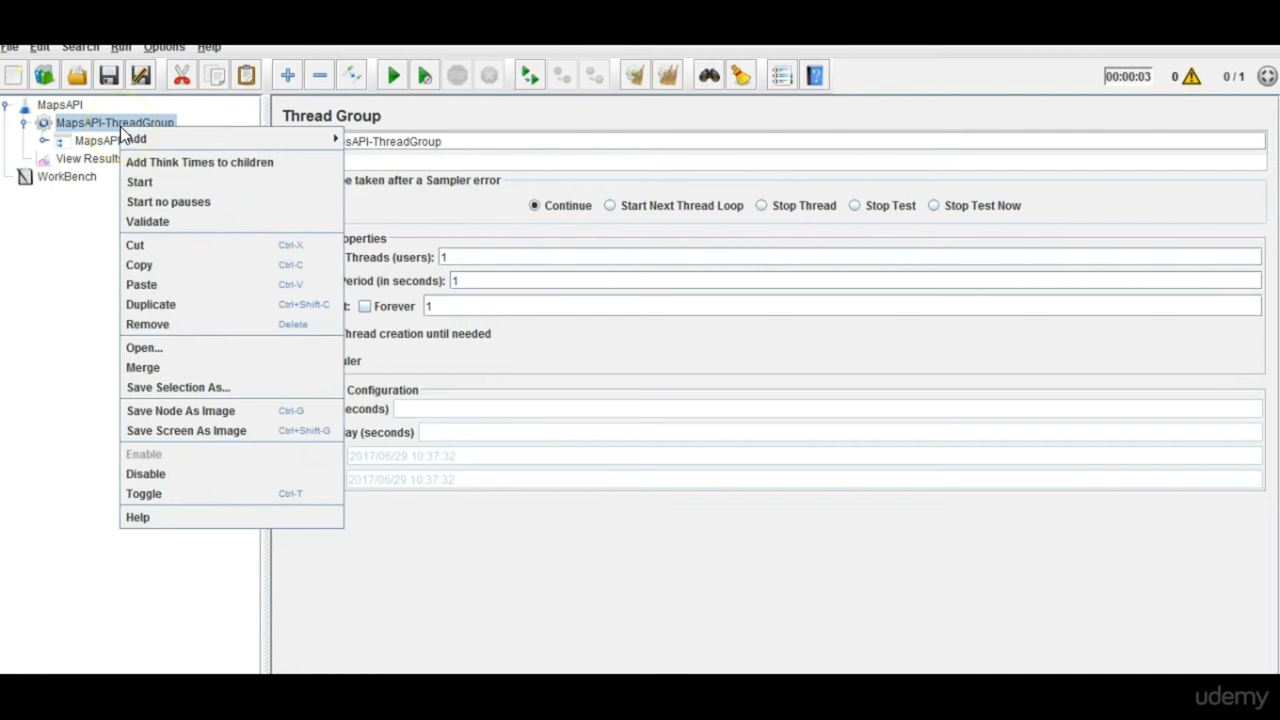 File Edit Search Run Options Help
00:00:03 0 0 / 1
MapsAPI
MapsAPI-ThreadGroup
MapsAPI
View Results
WorkBench
Add
Add Think Times to children
Start
Start no pauses
Validate
Cut Ctrl-X
Copy Ctrl-C
Paste Ctrl-V
Duplicate Ctrl+Shift-C
Remove Delete
Open...
Merge
Save Selection As...
Save Node As Image Ctrl-G
Save Screen As Image Ctrl+Shift-G
Enable
Disable
Toggle Ctrl-T
Help
Thread Group
sAPI-ThreadGroup
e taken after a Sampler error
Continue Start Next Thread Loop Stop Thread Stop Test Stop Test Now
operties
Threads (users): 1
Period (in seconds): 1
t: Forever 1
hread creation until needed
uler
Configuration
econds)
lay (seconds)
2017/06/29 10:37:32
2017/06/29 10:37:32
udemy